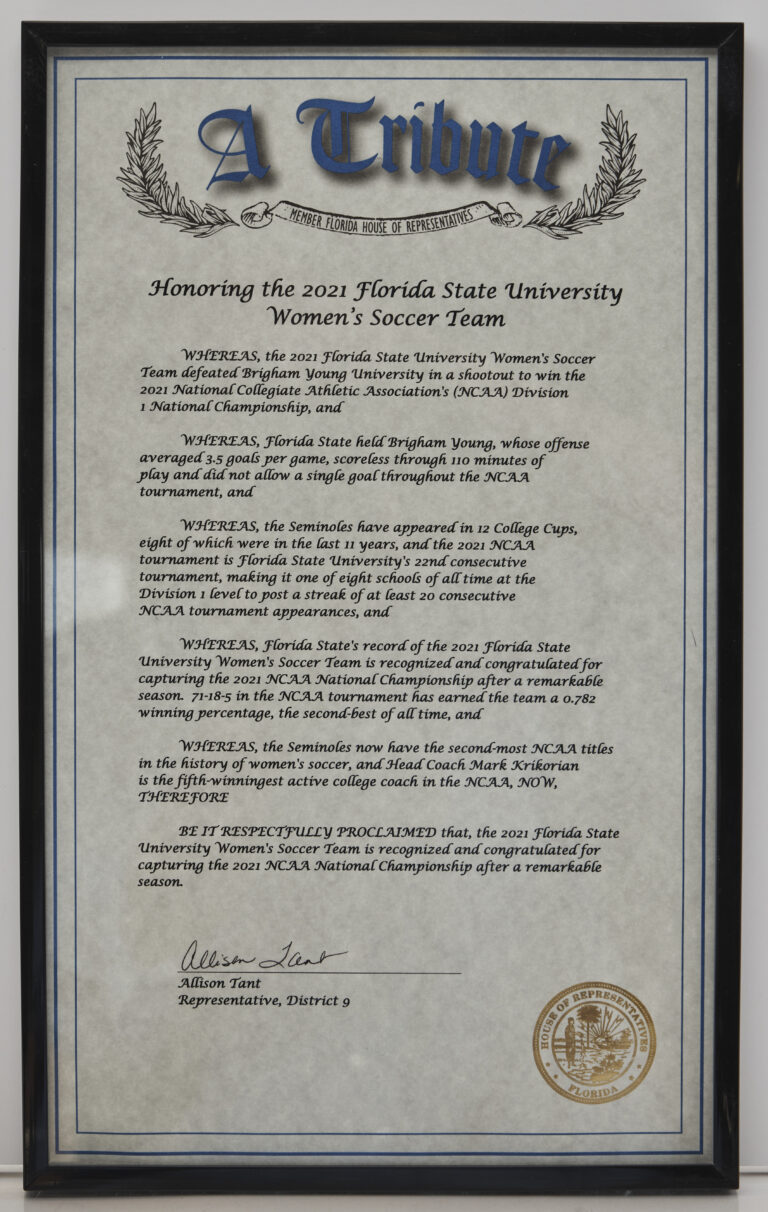 A Tribute
MEMBER FLORIDA HOUSE OF REPRESENTATIVES
Honoring the 2021 Florida State University
Women's Soccer Team
WHEREAS, the 2021 Florida State University Women's Soccer
Team defeated Brigham Young University in a shootout to win the
2021 National Collegiate Athletic Association's (NCAA) Division
1 National Championship, and
WHEREAS, Florida State held Brigham Young, whose offense
averaged 3.5 goals per game, scoreless through 110 minutes of
play and did not allow a single goal throughout the NCAA
tournament, and
WHEREAS, the Seminoles have appeared in 12 College Cups,
eight of which were in the last 11 years, and the 2021 NCAA
tournament is Florida State University's 22nd consecutive
tournament, making it one of eight schools of all time at the
Division 1 level to post a streak of at least 20 consecutive
NCAA tournament appearances, and
WHEREAS, Florida State's record of the 2021 Florida State
University Women's Soccer Team is recognized and congratulated for
capturing the 2021 NCAA National Championship after a remarkable
season. 71-18-5 in the NCAA tournament has earned the team a 0.782
winning percentage, the second-best of all time, and
WHEREAS, the Seminoles now have the second-most NCAA titles
in the history of women's soccer, and Head Coach Mark Krikorian
is the fifth-winningest active college coach in the NCAA, NOW,
THEREFORE
BE IT RESPECTFULLY PROCLAIMED that, the 2021 Florida State
University Women's Soccer Team is recognized and congratulated for
capturing the 2021 NCAA National Championship after a remarkable
season.
Allison Tant
Allison Tant
Representative, District 9
HOUSE OF REPRESENTATIVES
FLORIDA